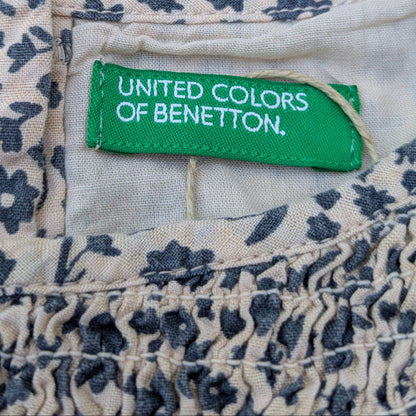 UNITED COLORS
OF BENETTON.